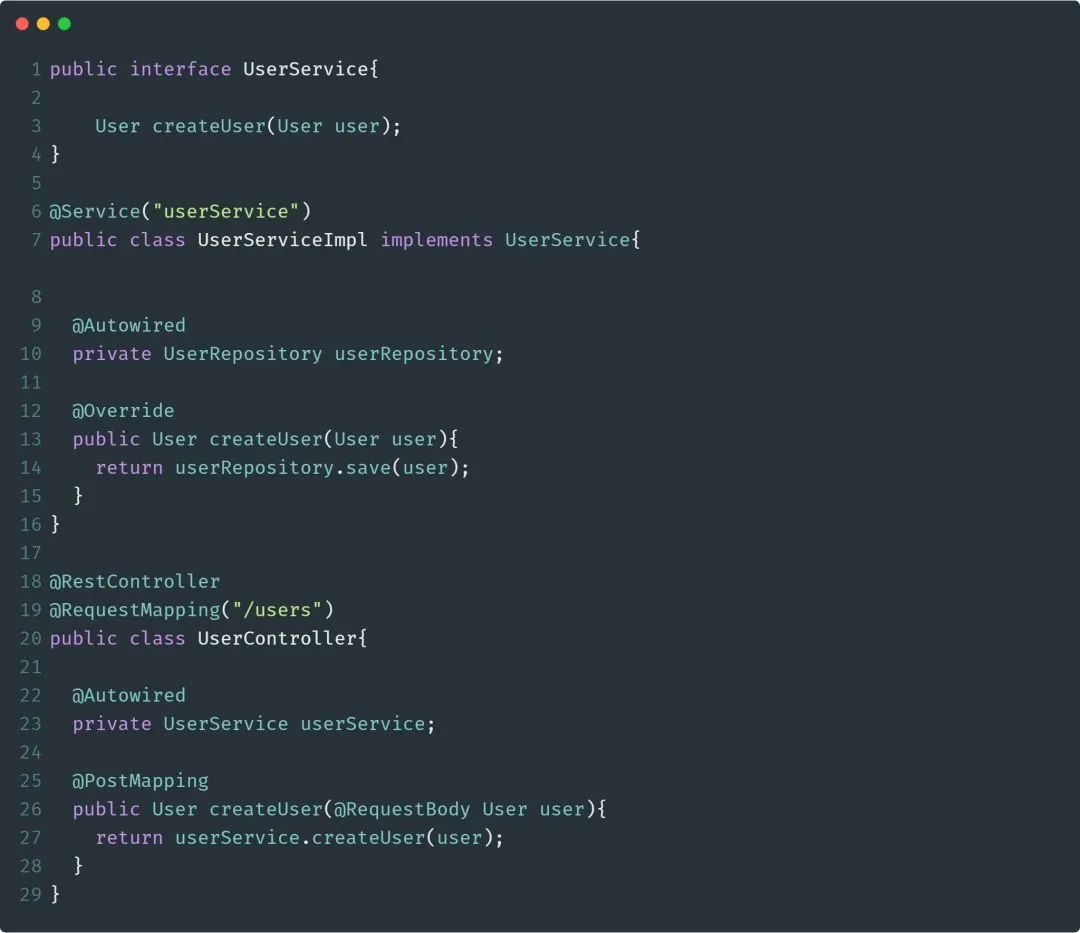 1 public interface UserService{
2
3     User createUser(User user);
4 }
5
6 @Service("userService")
7 public class UserServiceImpl implements UserService{
8
9   @Autowired
10   private UserRepository userRepository;
11
12   @Override
13   public User createUser(User user){
14     return userRepository.save(user);
15   }
16 }
17
18 @RestController
19 @RequestMapping("/users")
20 public class UserController{
21
22   @Autowired
23   private UserService userService;
24
25   @PostMapping
26   public User createUser(@RequestBody User user){
27     return userService.createUser(user);
28   }
29 }